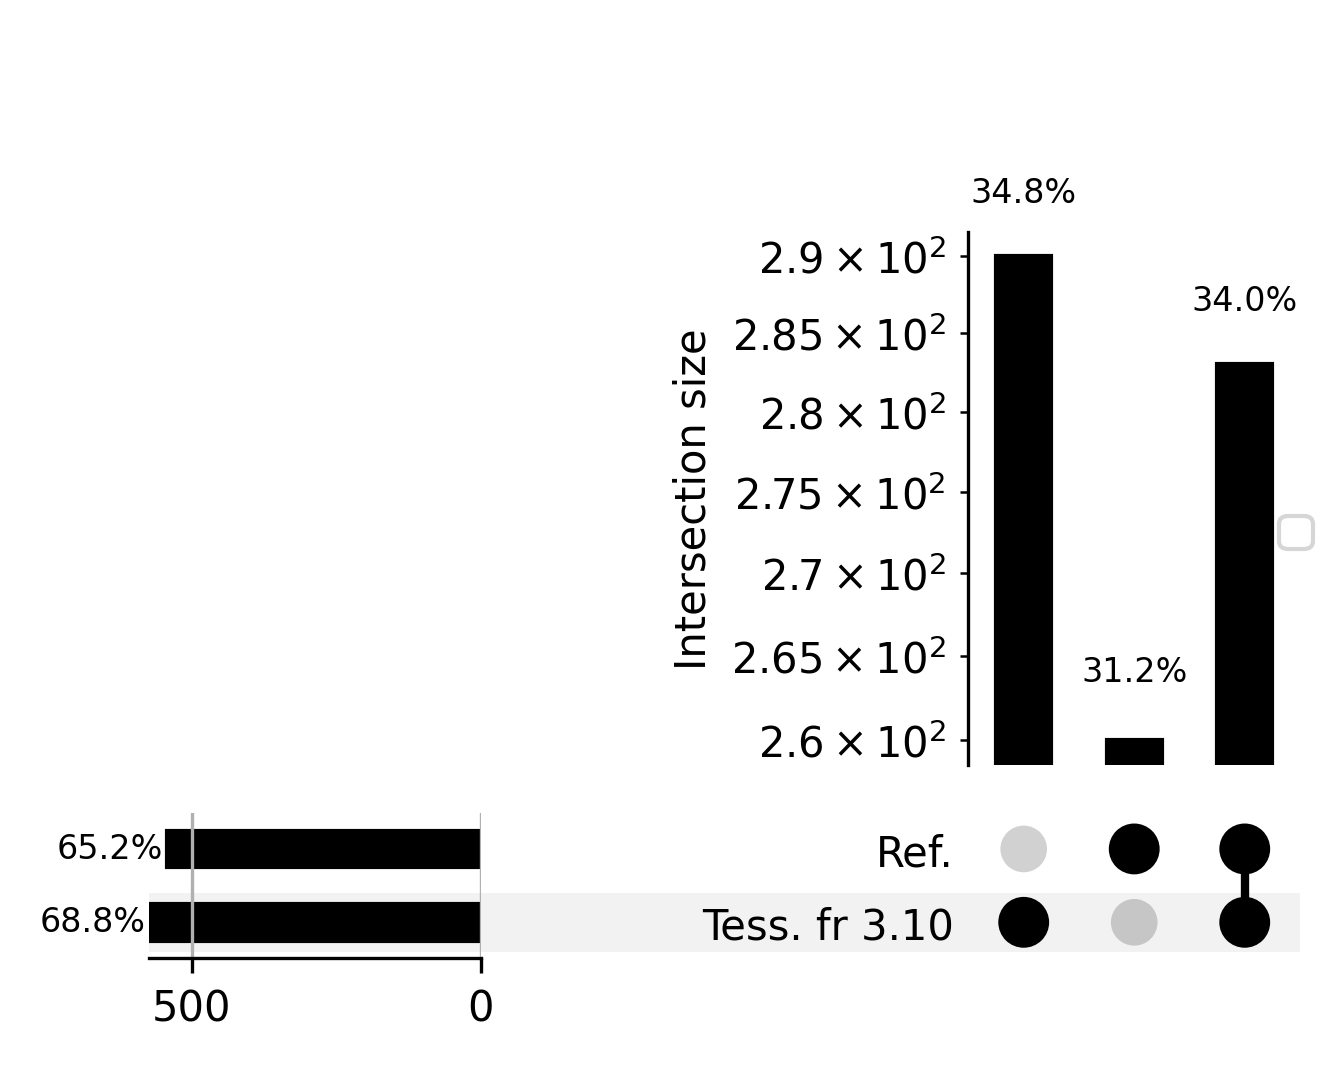 34.8%
2.9 × 10²
34.0%
2.85 × 10²
2.8 × 10²
2.75 × 10²
2.7 × 10²
2.65 × 10²
2.6 × 10²
Intersection size
31.2%
65.2%
Ref.
68.8%
Tess. fr 3.10
500 0